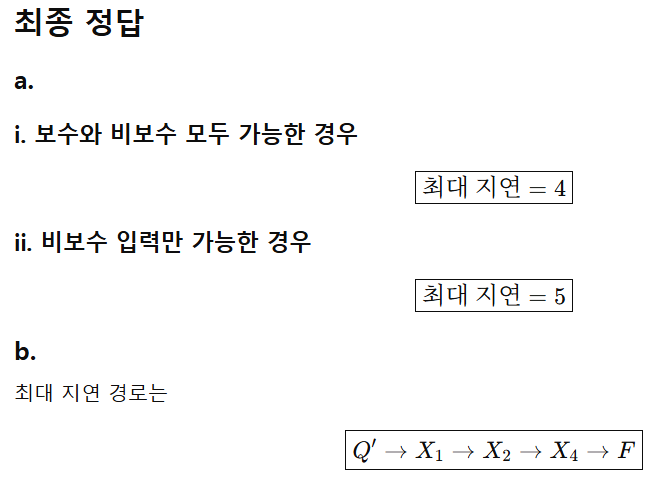 최종 정답
a.
i. 보수와 비보수 모두 가능한 경우
최대 지연 = 4
ii. 비보수 입력만 가능한 경우
최대 지연 = 5
b.
최대 지연 경로는
Q′ → X₁ → X₂ → X₄ → F